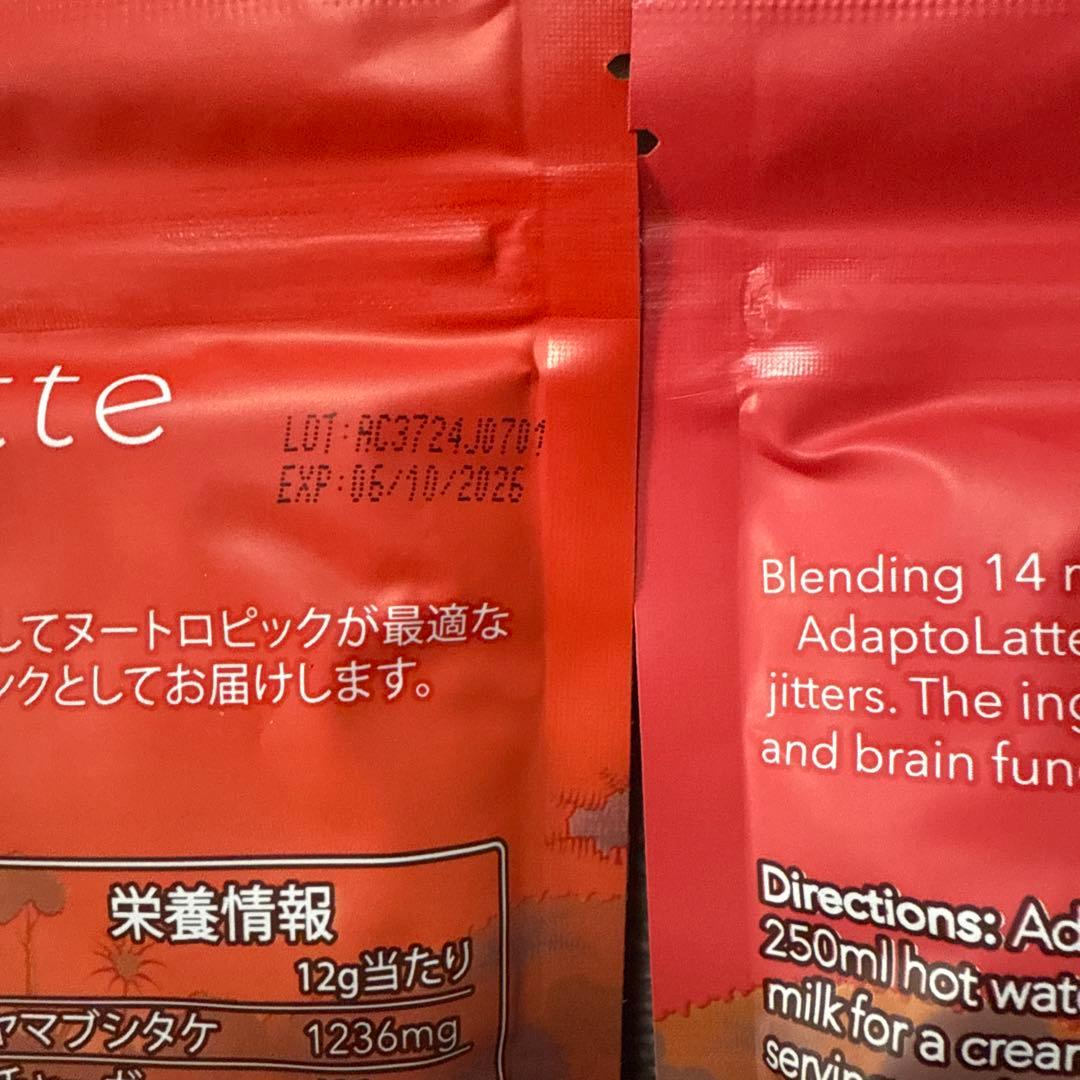 tte
LOT:AC3724J0701
EXP:06/10/2026
してヌートロピックが最適な
ンクとしてお届けします。
栄養情報
12g当たり
ヤマブシタケ 1236mg
Blending 14
AdaptoLatte
jitters. The
and brain
Directions:
250ml hot
milk for a